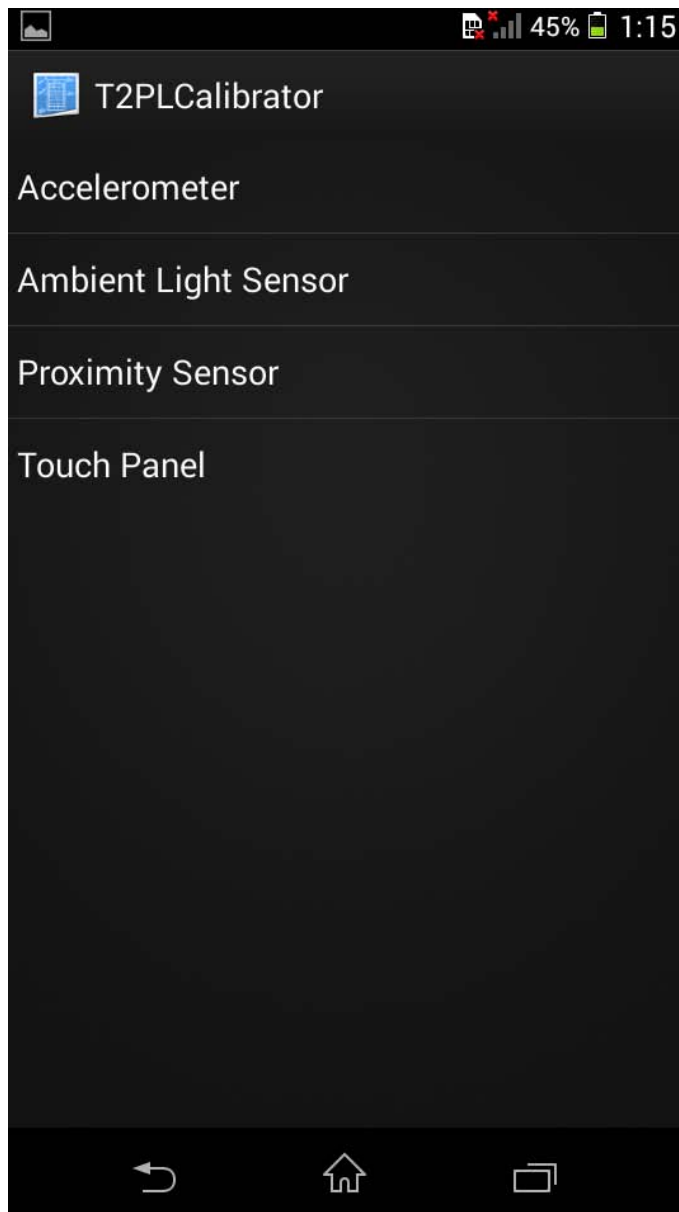 45% 1:15
T2PLCalibrator
Accelerometer
Ambient Light Sensor
Proximity Sensor
Touch Panel